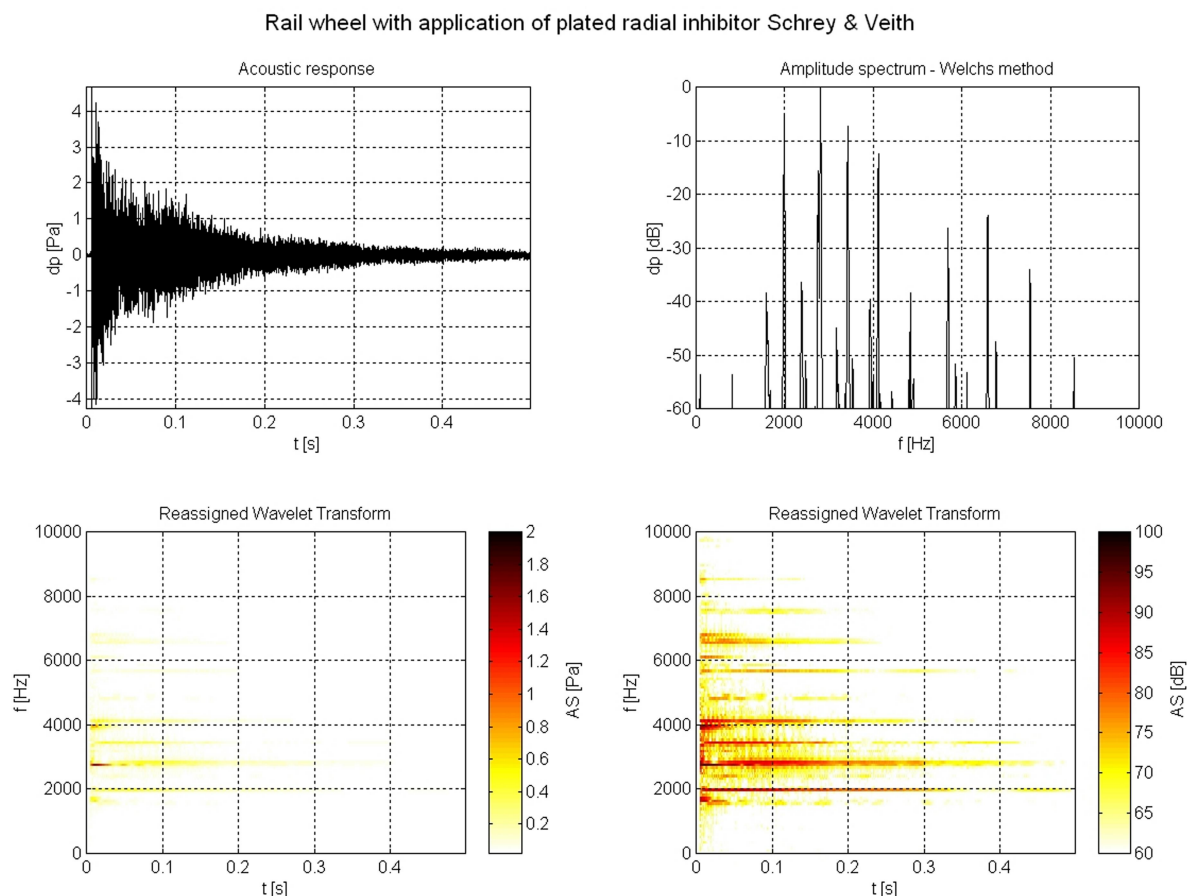 Rail wheel with application of plated radial inhibitor Schrey & Veith
Acoustic response
4
3
2
1
0
-1
-2
-3
-4
dp [Pa]
0 0.1 0.2 0.3 0.4
t [s]
Amplitude spectrum - Welchs method
0
-10
-20
-30
-40
-50
-60
dp [dB]
0 2000 4000 6000 8000 10000
f [Hz]
Reassigned Wavelet Transform
10000
8000
6000
4000
2000
0
f [Hz]
0 0.1 0.2 0.3 0.4
t [s]
2
1.8
1.6
1.4
1.2
1
0.8
0.6
0.4
0.2
AS [Pa]
Reassigned Wavelet Transform
10000
8000
6000
4000
2000
0
f [Hz]
0 0.1 0.2 0.3 0.4
t [s]
100
95
90
85
80
75
70
65
60
AS [dB]